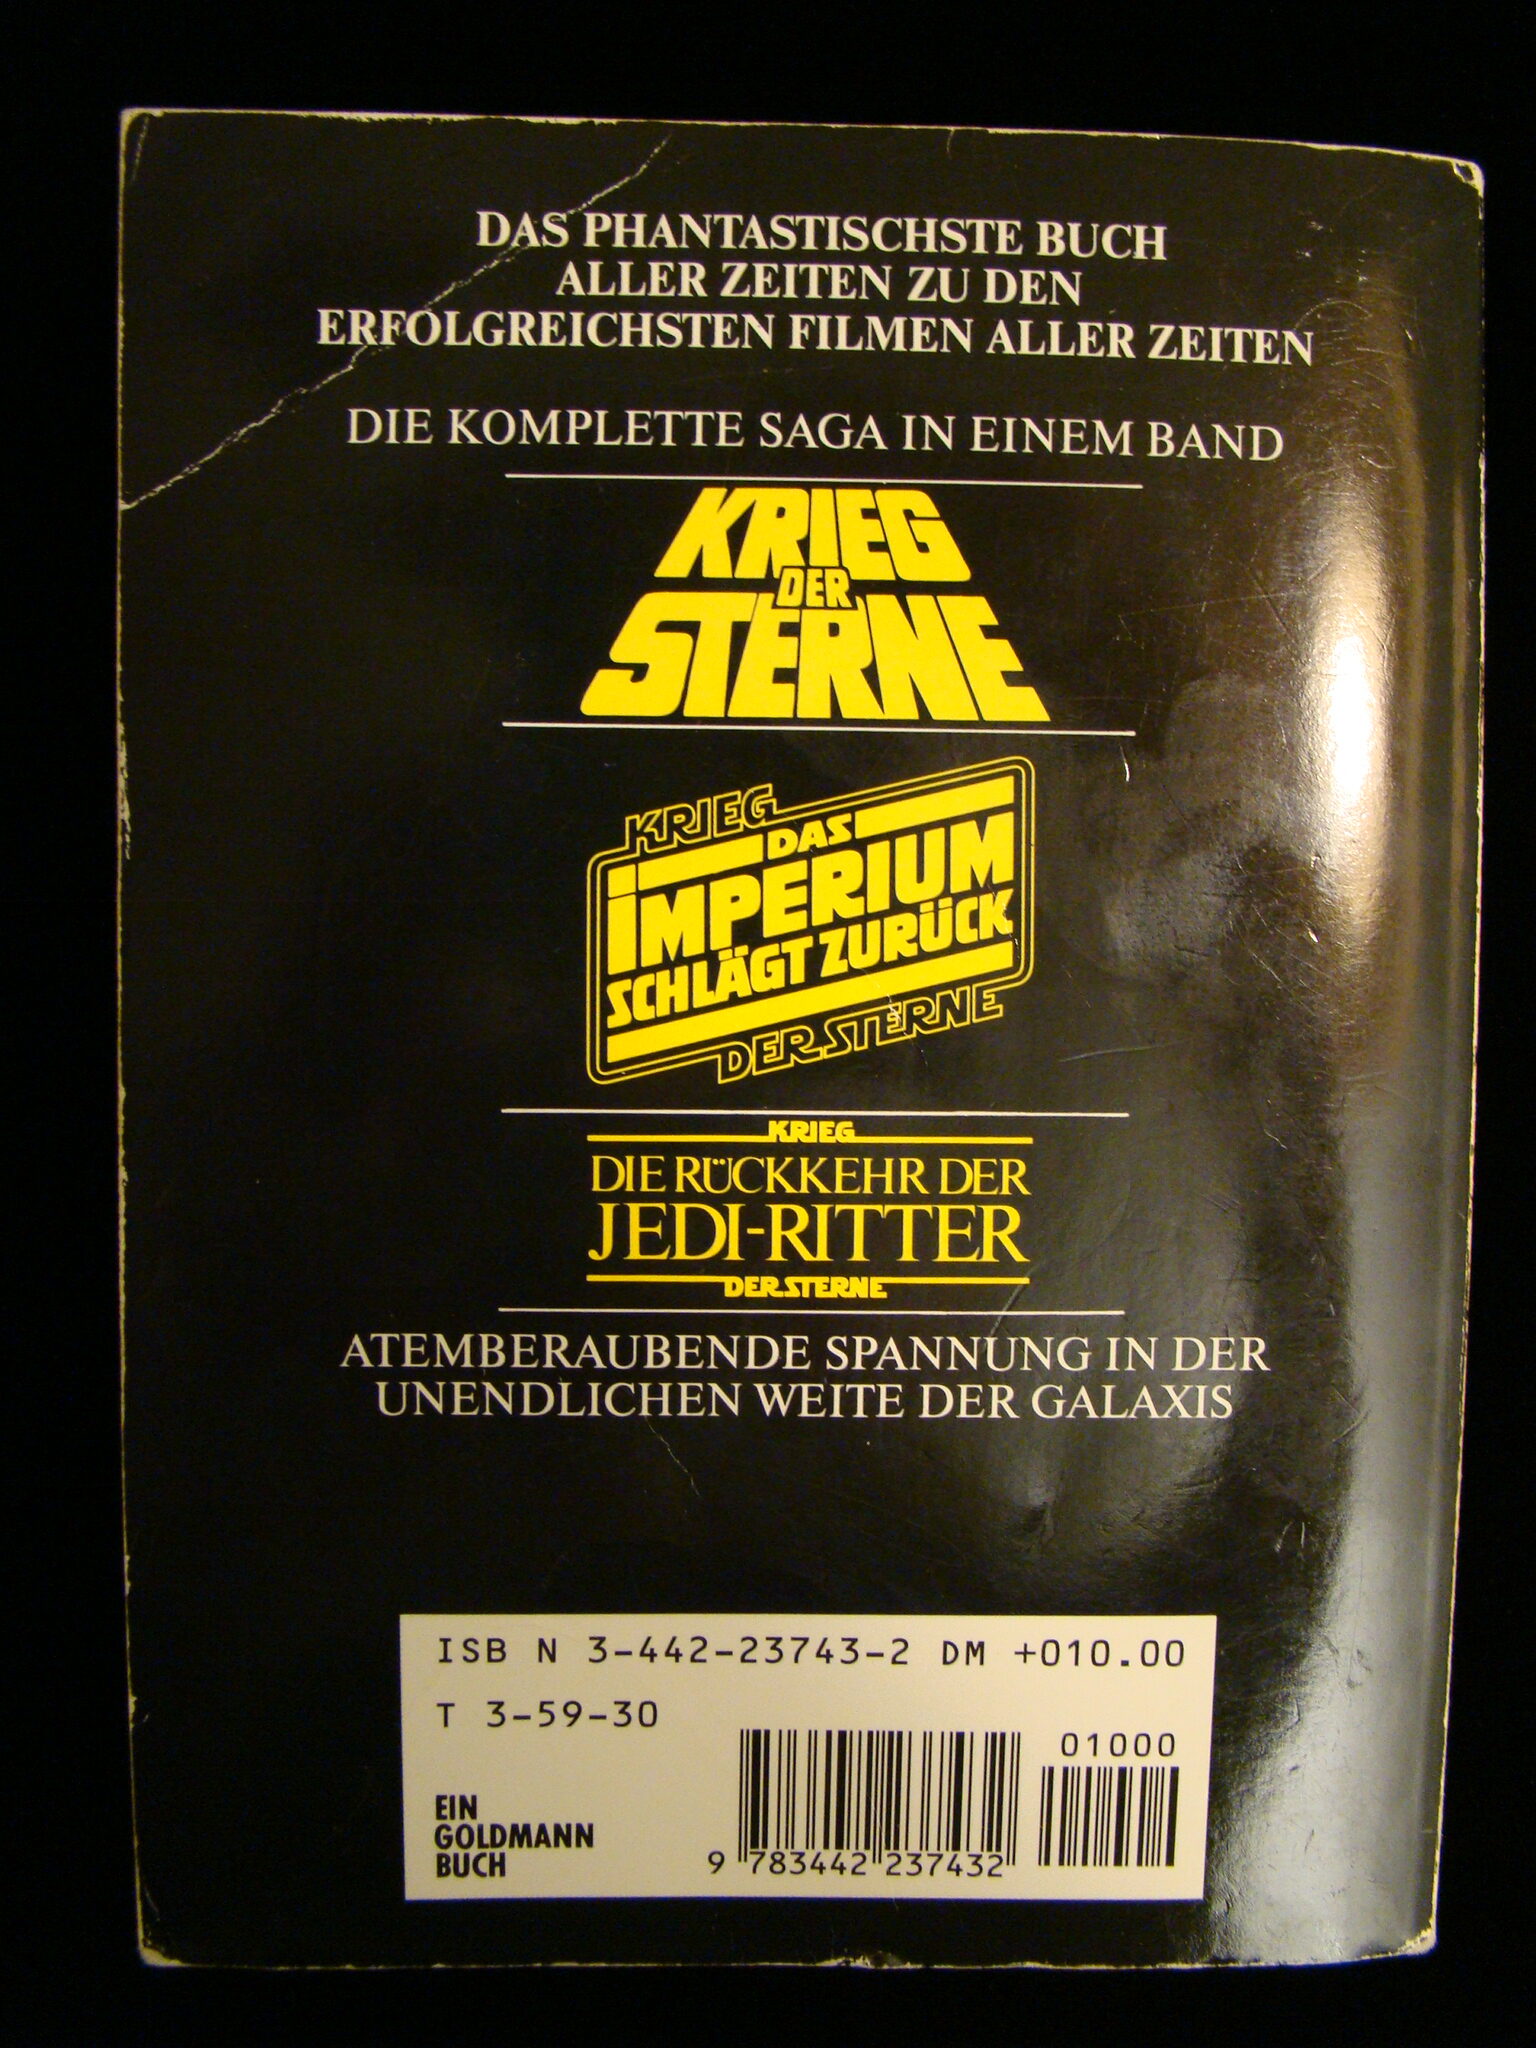 DAS PHANTASTISCHSTE BUCH
ALLER ZEITEN ZU DEN
ERFOLGREICHSTEN FILMEN ALLER ZEITEN
DIE KOMPLETTE SAGA IN EINEM BAND
KRIEG
DER
STERNE
KRIEG
DAS
IMPERIUM
SCHLÄGT ZURÜCK
DER STERNE
KRIEG
DIE RÜCKKEHR DER
JEDI-RITTER
DER STERNE
ATEMBERAUBENDE SPANNUNG IN DER
UNENDLICHEN WEITE DER GALAXIS
ISB N 3-442-23743-2 DM +010.00
T 3-59-30
01000
EIN
GOLDMANN
BUCH
9 783442 237432